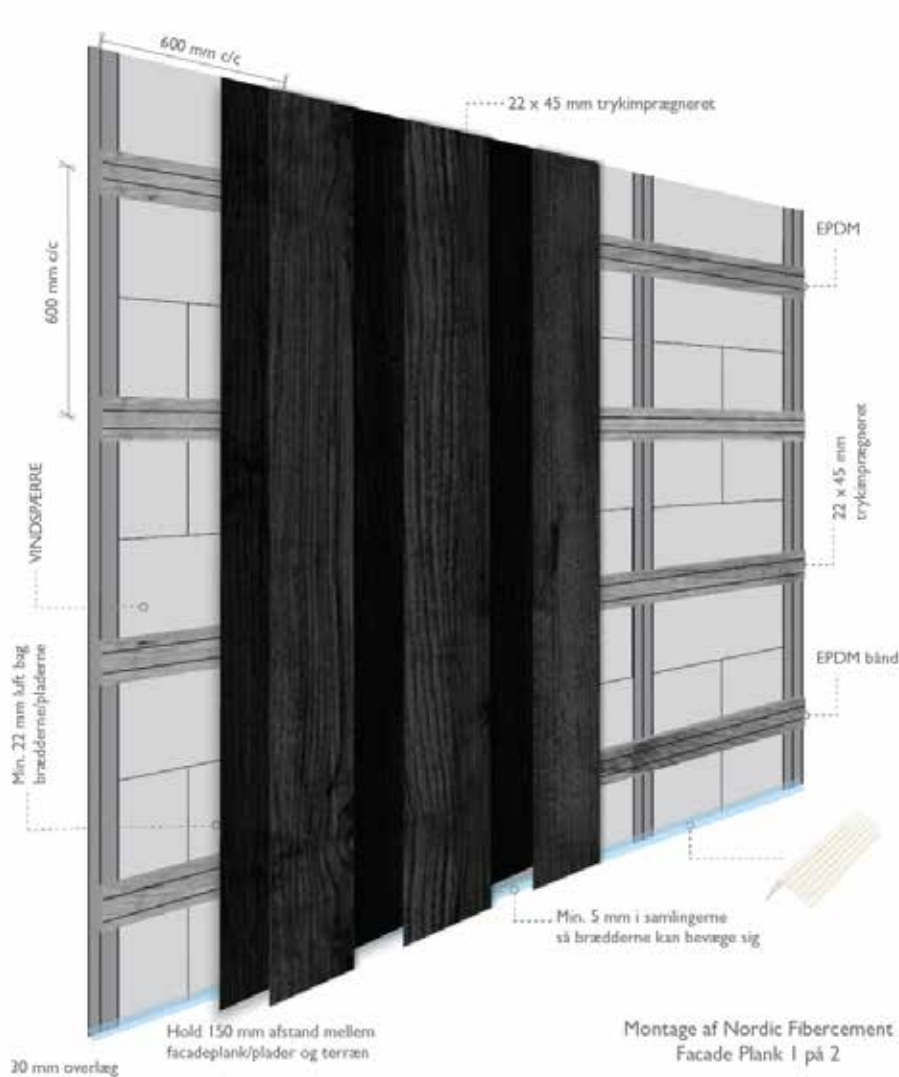 600 mm c/c
22 x 45 mm trykimprægneret
EPDM
600 mm c/c
22 x 45 mm
trykimprægneret
VINDSPÆRRE
EPDM bånd
Min. 22 mm luft bag
brædderne/pladerne
Min. 5 mm i samlingerne
så brædderne kan bevæge sig
Hold 150 mm afstand mellem
facadeplank/plader og terræn
Montage af Nordic Fibercement
Facade Plank 1 på 2
30 mm overlæg